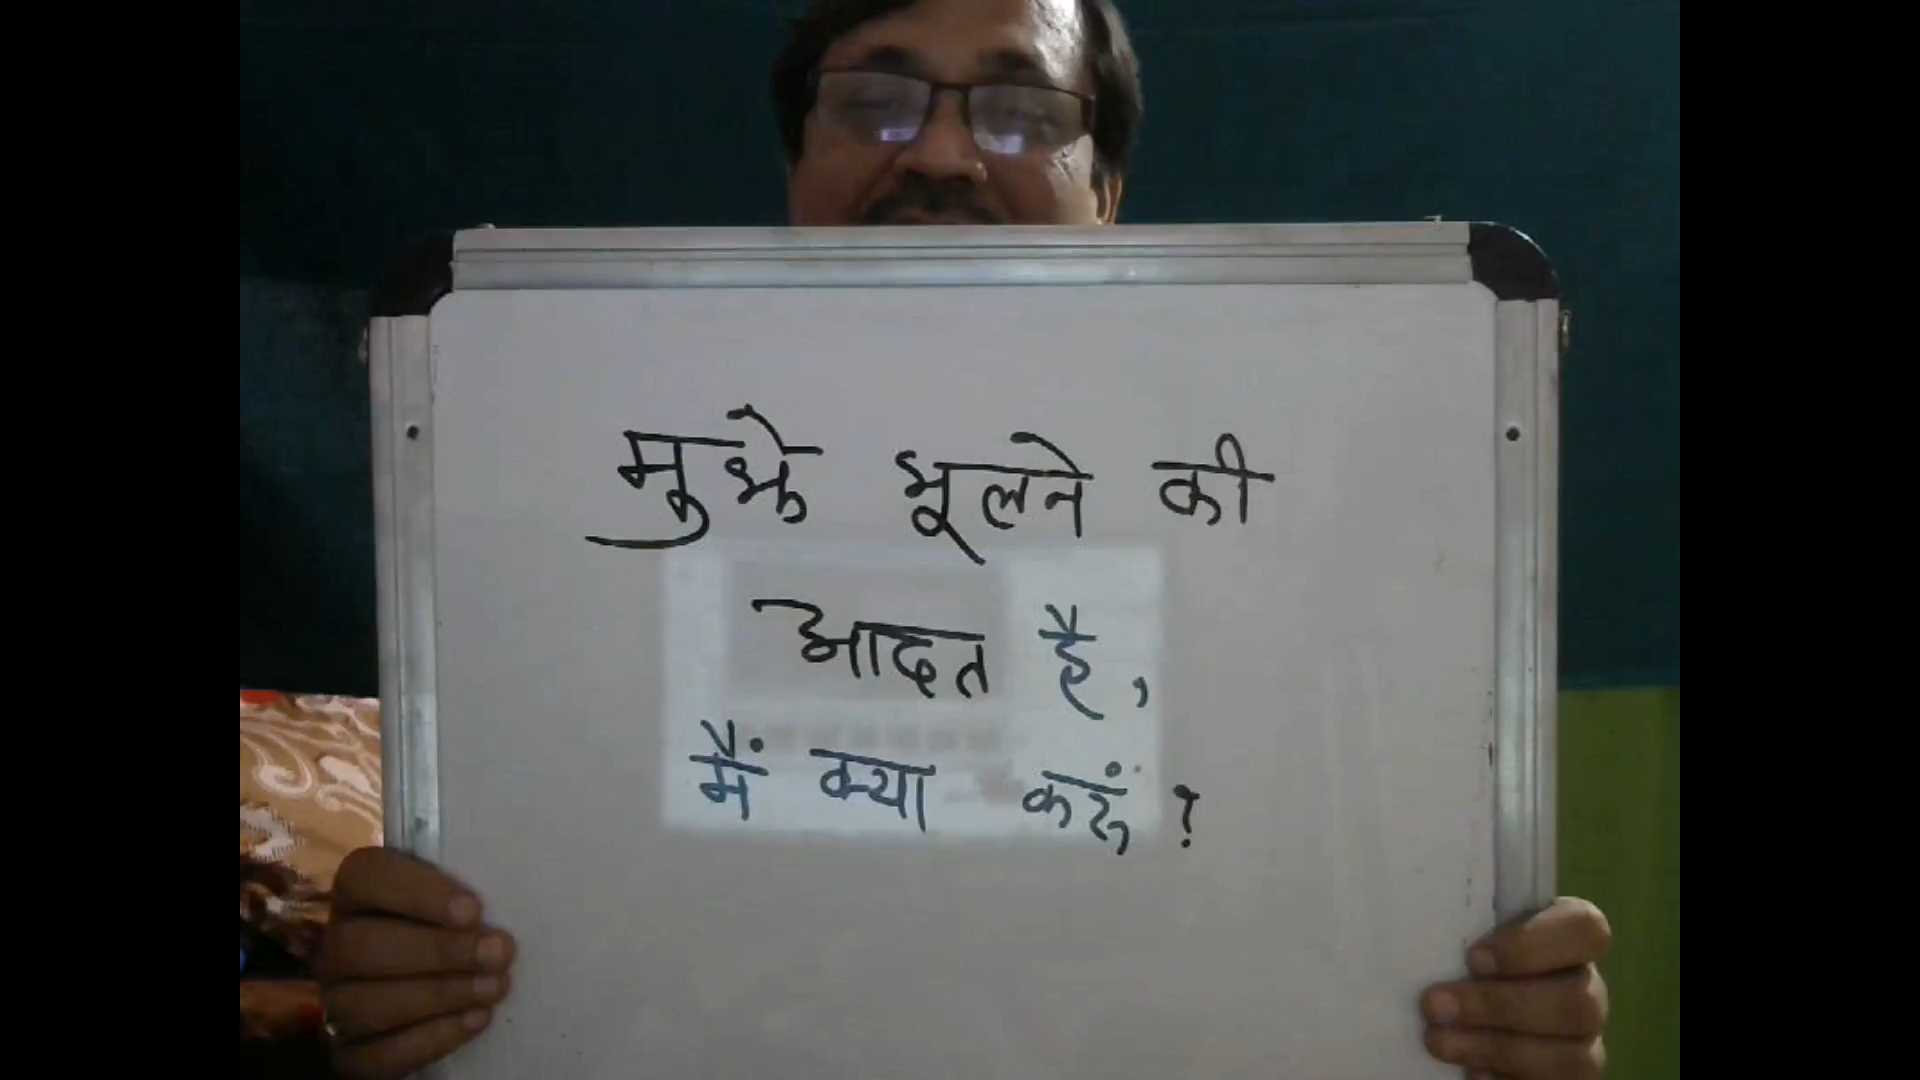 मुझे भूलने की
आदत है,
मैं क्या करूं?